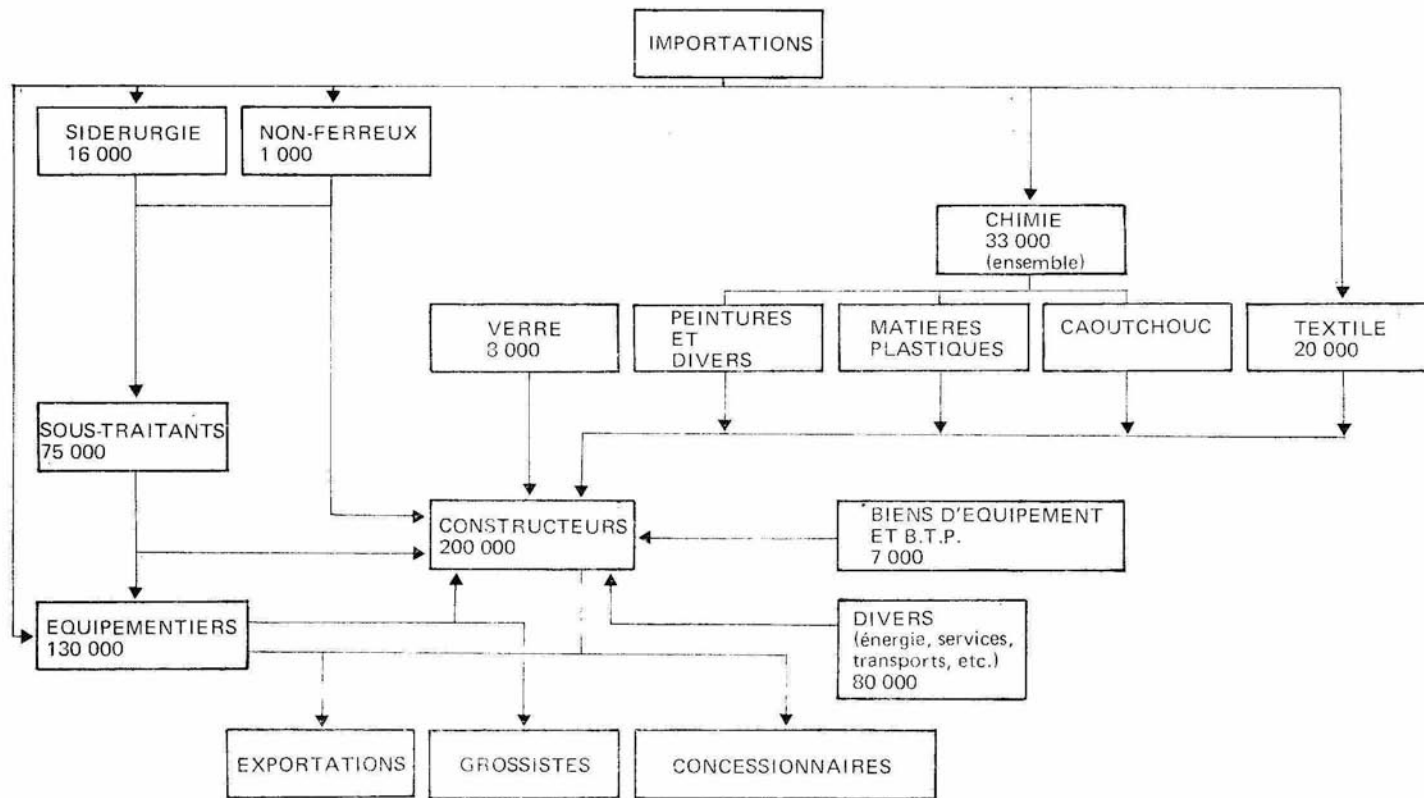 IMPORTATIONS
SIDERURGIE
16 000
NON-FERREUX
1 000
CHIMIE
33 000
(ensemble)
VERRE
8 000
PEINTURES
ET
DIVERS
MATIERES
PLASTIQUES
CAOUTCHOUC
TEXTILE
20 000
SOUS-TRAITANTS
75 000
CONSTRUCTEURS
200 000
BIENS D'EQUIPEMENT
ET B.T.P.
7 000
EQUIPEMENTIERS
130 000
DIVERS
(énergie, services,
transports, etc.)
80 000
EXPORTATIONS
GROSSISTES
CONCESSIONNAIRES